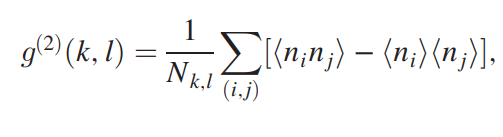 g^{(2)}(k, l) = \frac{1}{N_{k,l}} \sum_{(i,j)} [\langle n_i n_j \rangle - \langle n_i \rangle \langle n_j \rangle],